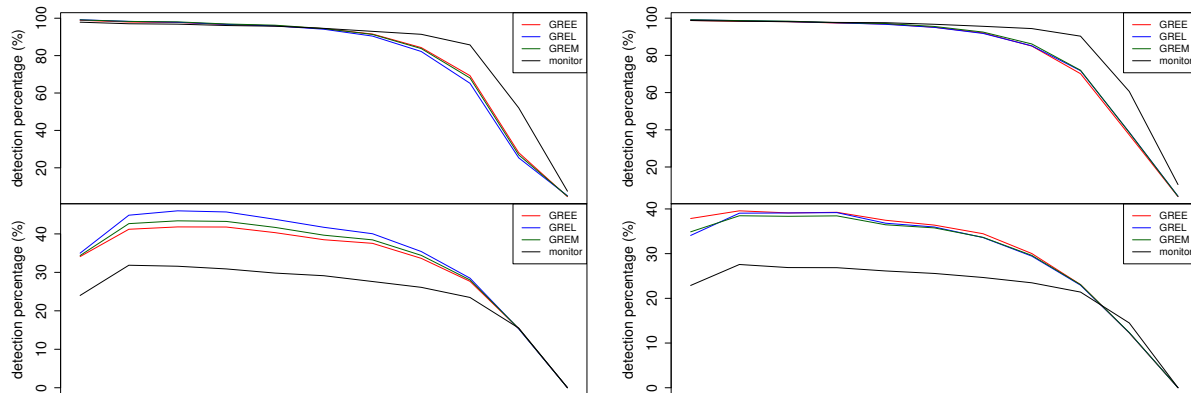 detection percentage (%)
100
80
60
40
20
GREE
GREL
GREM
monitor
detection percentage (%)
100
80
60
40
20
GREE
GREL
GREM
monitor
detection percentage (%)
40
30
20
10
0
GREE
GREL
GREM
monitor
detection percentage (%)
40
30
20
10
0
GREE
GREL
GREM
monitor